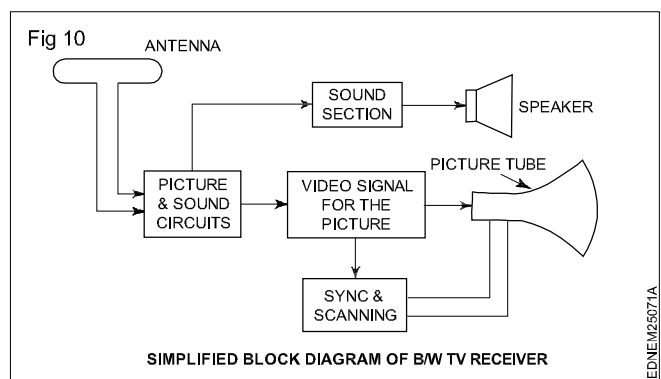 Fig 10
ANTENNA
SOUND
SECTION
SPEAKER
PICTURE TUBE
PICTURE
& SOUND
CIRCUITS
VIDEO SIGNAL
FOR THE
PICTURE
SYNC &
SCANNING
SIMPLIFIED BLOCK DIAGRAM OF B/W TV RECEIVER
EDNEM25071A